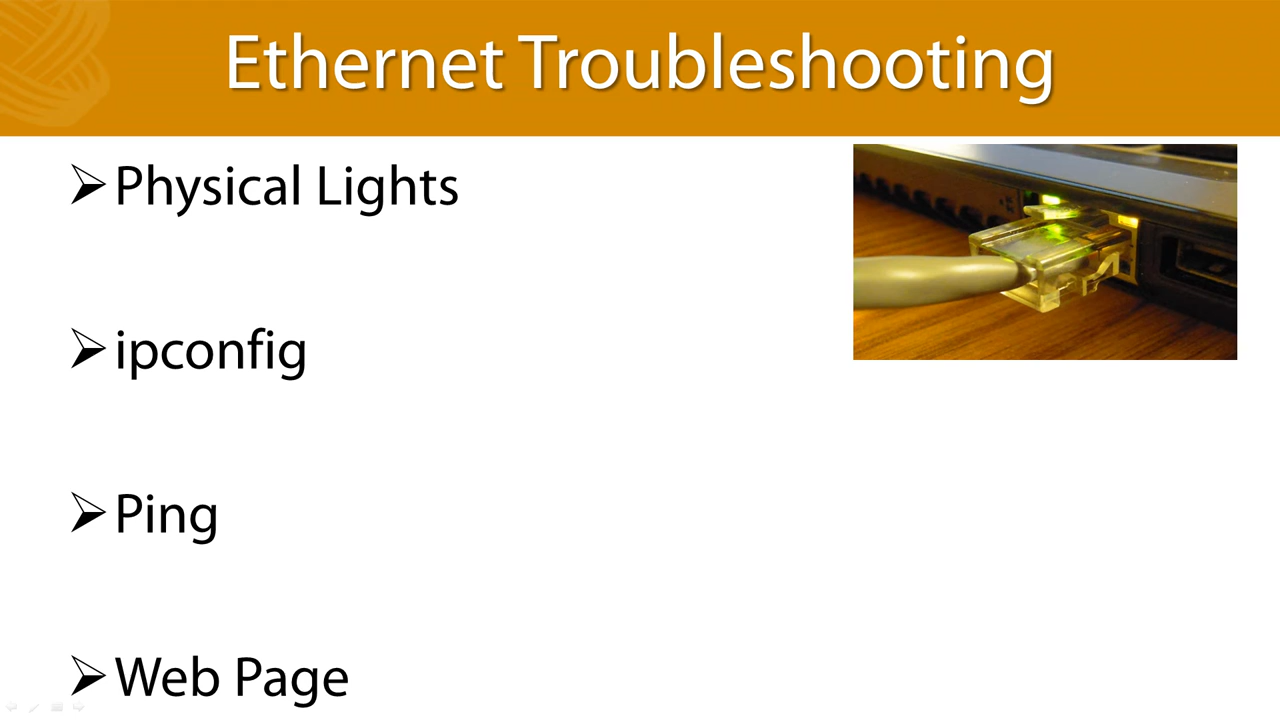 Ethernet Troubleshooting
Physical Lights
ipconfig
Ping
Web Page